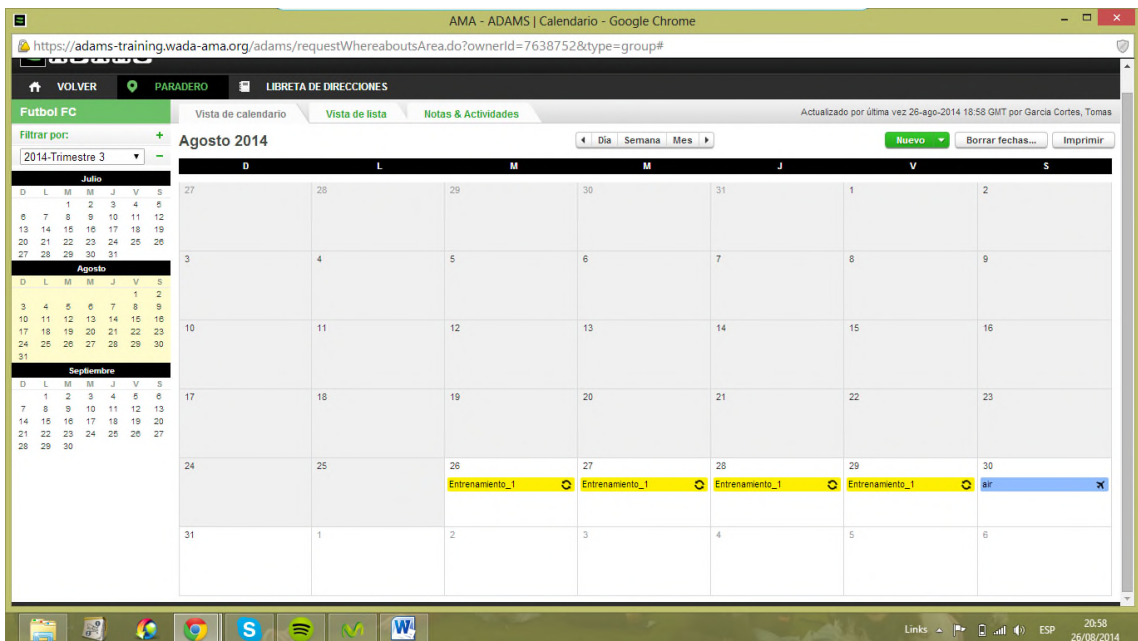 AMA - ADAMS | Calendario - Google Chrome
https://adams-training.wada-ama.org/adams/requestWhereaboutsArea.do?ownerId=7638752&type=group#
VOLVER PARADERO LIBRETA DE DIRECCIONES
Futbol FC Vista de calendario Vista de lista Notas & Actividades Actualizado por última vez 26-ago-2014 18:58 GMT por Garcia Cortes, Tomas
Filtrar por: +
2014-Trimestre 3 −
Agosto 2014 Día Semana Mes Nuevo Borrar fechas... Imprimir
Julio
D L M M J V S
1 2 3 4 5
6 7 8 9 10 11 12
13 14 15 16 17 18 19
20 21 22 23 24 25 26
27 28 29 30 31
Agosto
D L M M J V S
1 2
3 4 5 6 7 8 9
10 11 12 13 14 15 16
17 18 19 20 21 22 23
24 25 26 27 28 29 30
31
Septiembre
D L M M J V S
1 2 3 4 5 6
7 8 9 10 11 12 13
14 15 16 17 18 19 20
21 22 23 24 25 26 27
28 29 30
D L M M J V S
27 28 29 30 31 1 2
3 4 5 6 7 8 9
10 11 12 13 14 15 16
17 18 19 20 21 22 23
24 25 26 27 28 29 30
Entrenamiento_1 Entrenamiento_1 Entrenamiento_1 Entrenamiento_1 air
31 1 2 3 4 5 6
Links ESP 20:58
26/08/2014